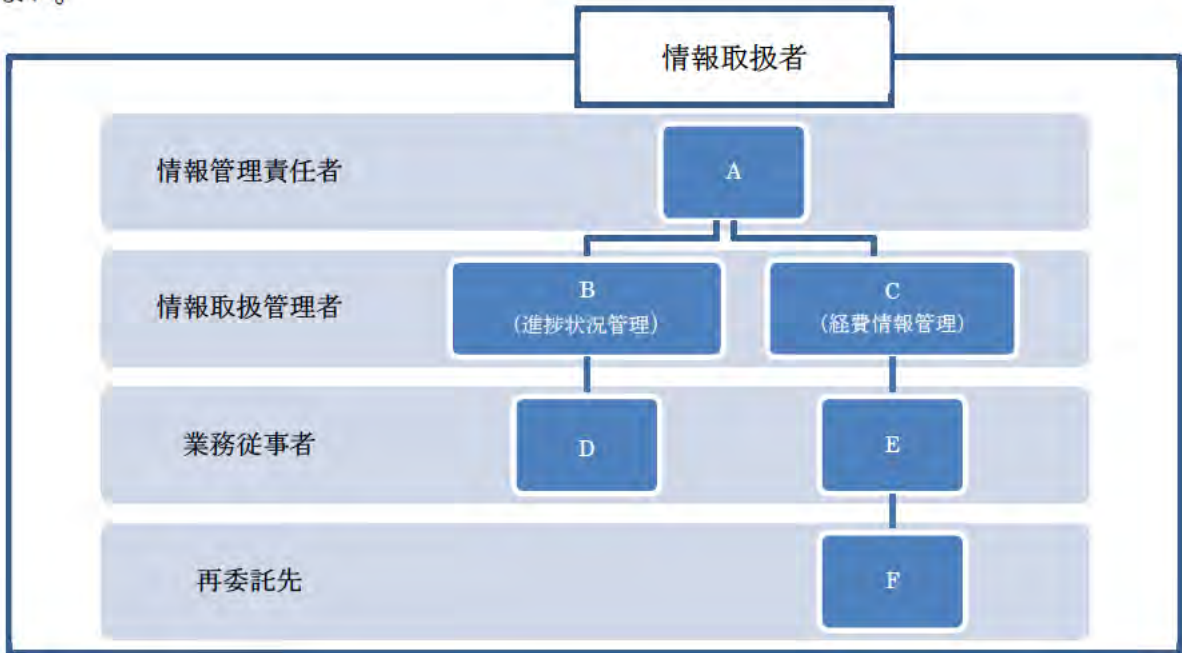 情報取扱者
情報管理責任者
A
情報取扱管理者
B
(進捗状況管理)
C
(経費情報管理)
業務従事者
D
E
再委託先
F